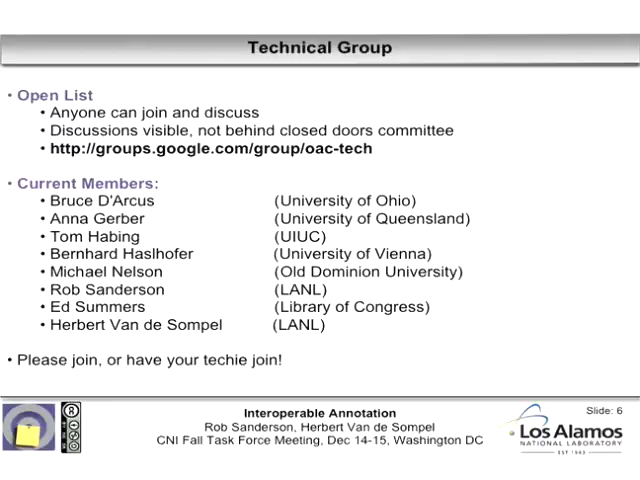 Technical Group
• Open List
• Anyone can join and discuss
• Discussions visible, not behind closed doors committee
• http://groups.google.com/group/oac-tech
• Current Members:
• Bruce D'Arcus (University of Ohio)
• Anna Gerber (University of Queensland)
• Tom Habing (UIUC)
• Bernhard Haslhofer (University of Vienna)
• Michael Nelson (Old Dominion University)
• Rob Sanderson (LANL)
• Ed Summers (Library of Congress)
• Herbert Van de Sompel (LANL)
• Please join, or have your techie join!
Interoperable Annotation
Rob Sanderson, Herbert Van de Sompel
CNI Fall Task Force Meeting, Dec 14-15, Washington DC
Slide: 6
Los Alamos
NATIONAL LABORATORY
EST 1943